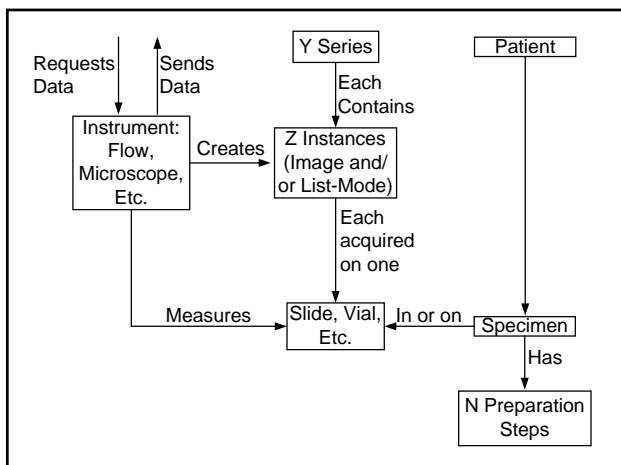 Requests
Data
Sends
Data
Y Series
Patient
Each
Contains
Instrument:
Flow,
Microscope,
Etc.
Creates
Z Instances
(Image and/
or List-Mode)
Each
acquired
on one
Measures
Slide, Vial,
Etc.
In or on
Specimen
Has
N Preparation
Steps